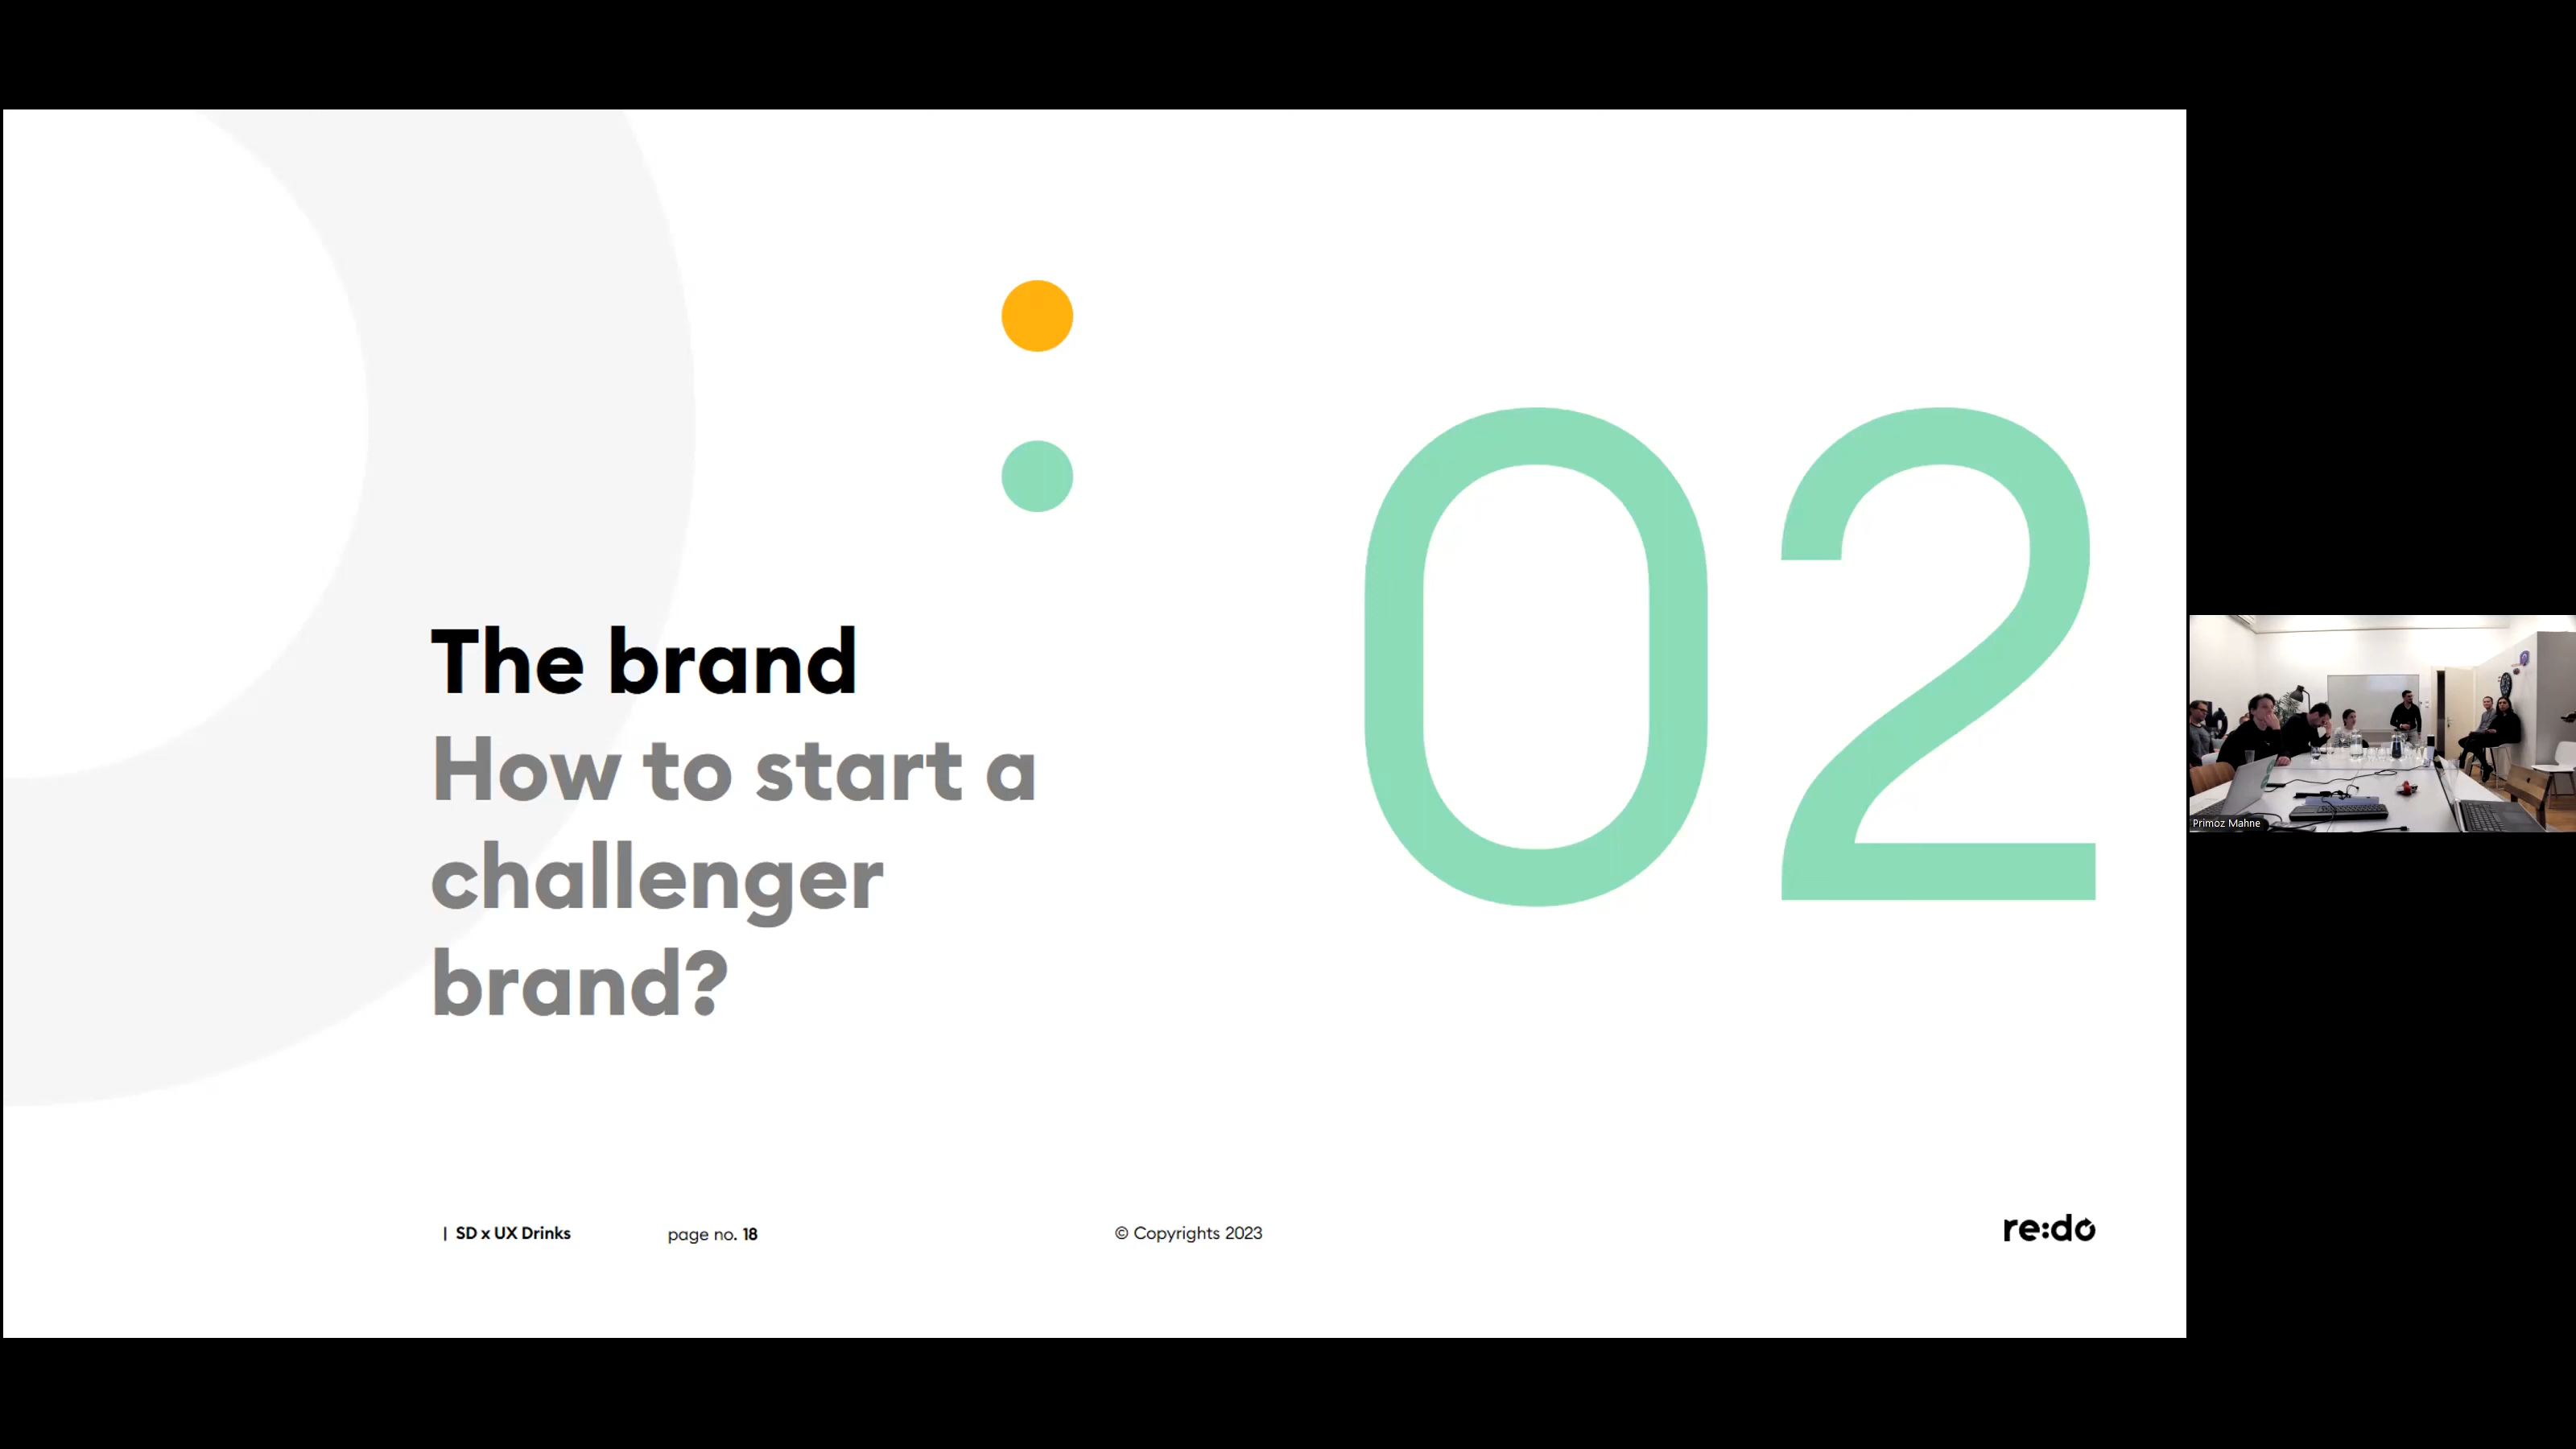 02
The brand
How to start a
challenger
brand?
| SD x UX Drinks
page no. 18
© Copyrights 2023
re:do
Primoz Mahne